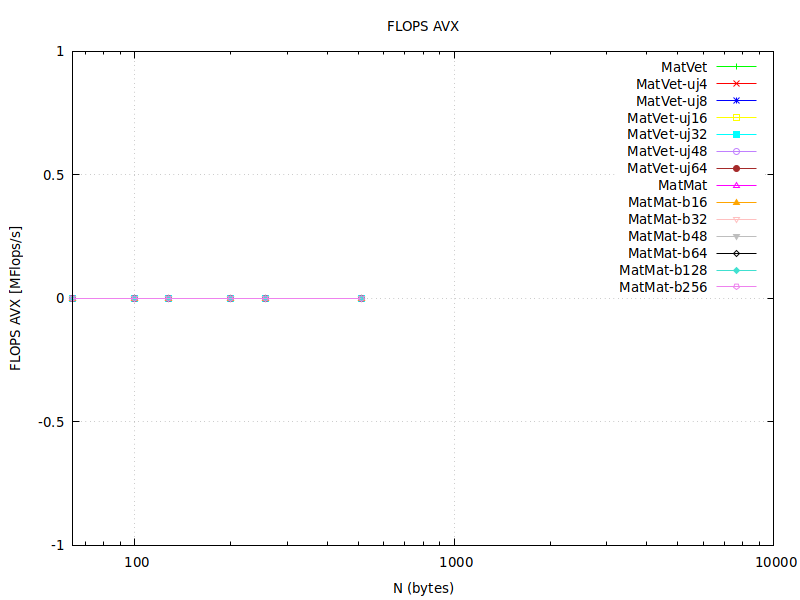 FLOPS AVX
1
0.5
0
-0.5
-1
FLOPS AVX [MFlops/s]
MatVet
MatVet-uj4
MatVet-uj8
MatVet-uj16
MatVet-uj32
MatVet-uj48
MatVet-uj64
MatMat
MatMat-b16
MatMat-b32
MatMat-b48
MatMat-b64
MatMat-b128
MatMat-b256
100 1000 10000
N (bytes)